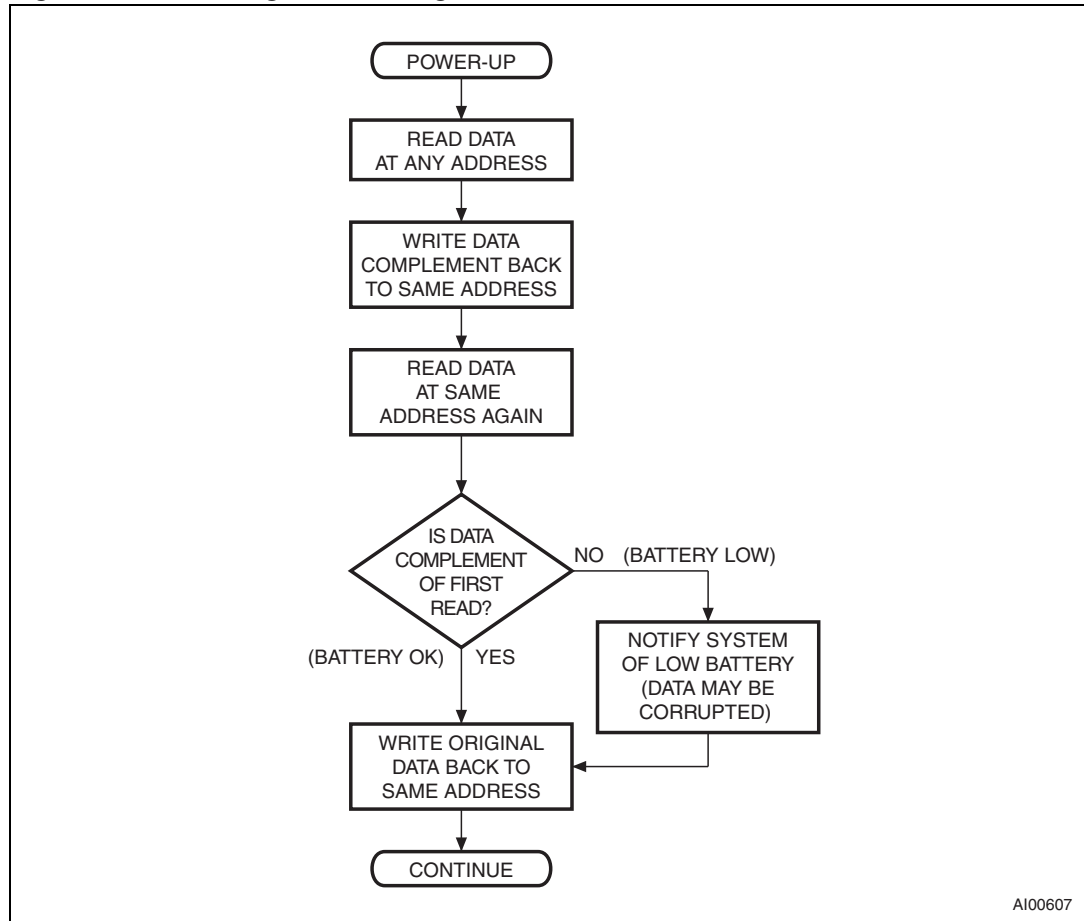 POWER-UP
READ DATA
AT ANY ADDRESS
WRITE DATA
COMPLEMENT BACK
TO SAME ADDRESS
READ DATA
AT SAME
ADDRESS AGAIN
IS DATA
COMPLEMENT
OF FIRST
READ?
NO (BATTERY LOW)
NOTIFY SYSTEM
OF LOW BATTERY
(DATA MAY BE
CORRUPTED)
(BATTERY OK) YES
WRITE ORIGINAL
DATA BACK TO
SAME ADDRESS
CONTINUE
AI00607